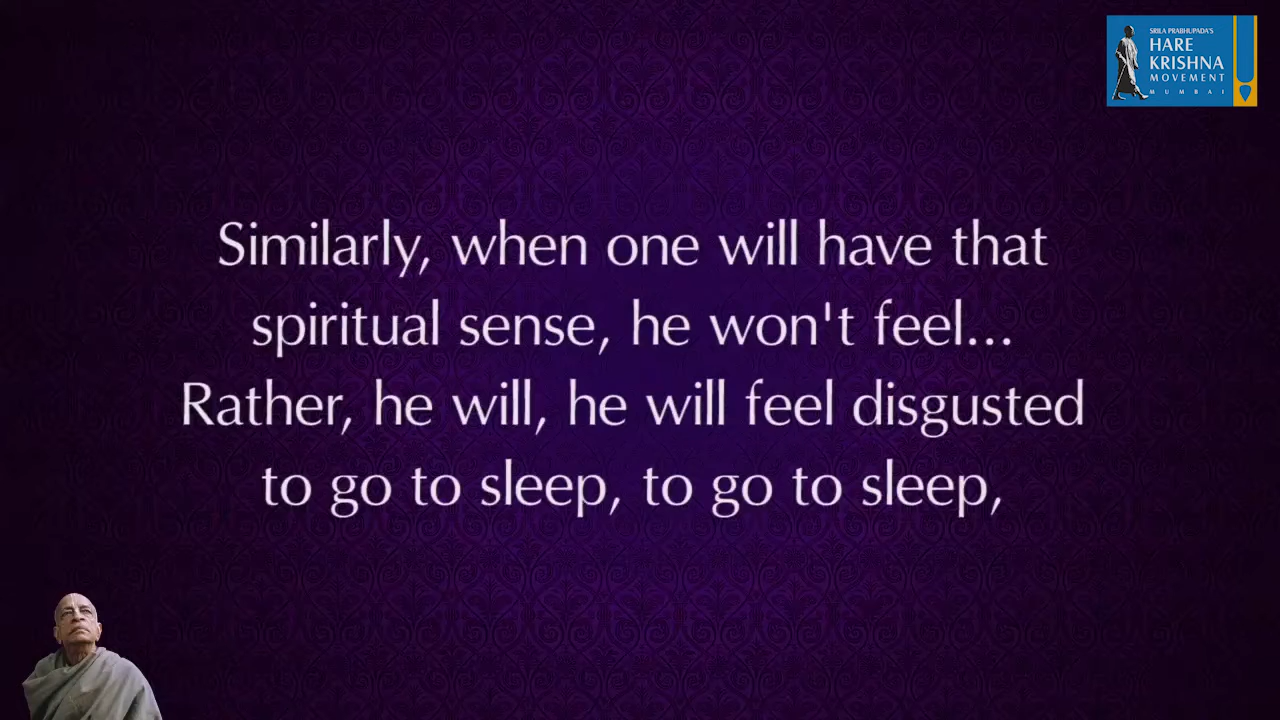 SRILA PRABHUPADA'S
HARE
KRISHNA
MOVEMENT
MUMBAI
Similarly, when one will have that
spiritual sense, he won't feel...
Rather, he will, he will feel disgusted
to go to sleep, to go to sleep,